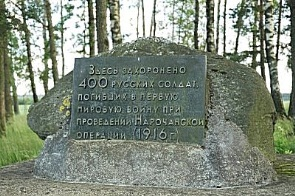 Здесь захоронено
400 русских солдат,
погибших в первую
мировую войну при
проведении Нарочанской
операции (1916 г)